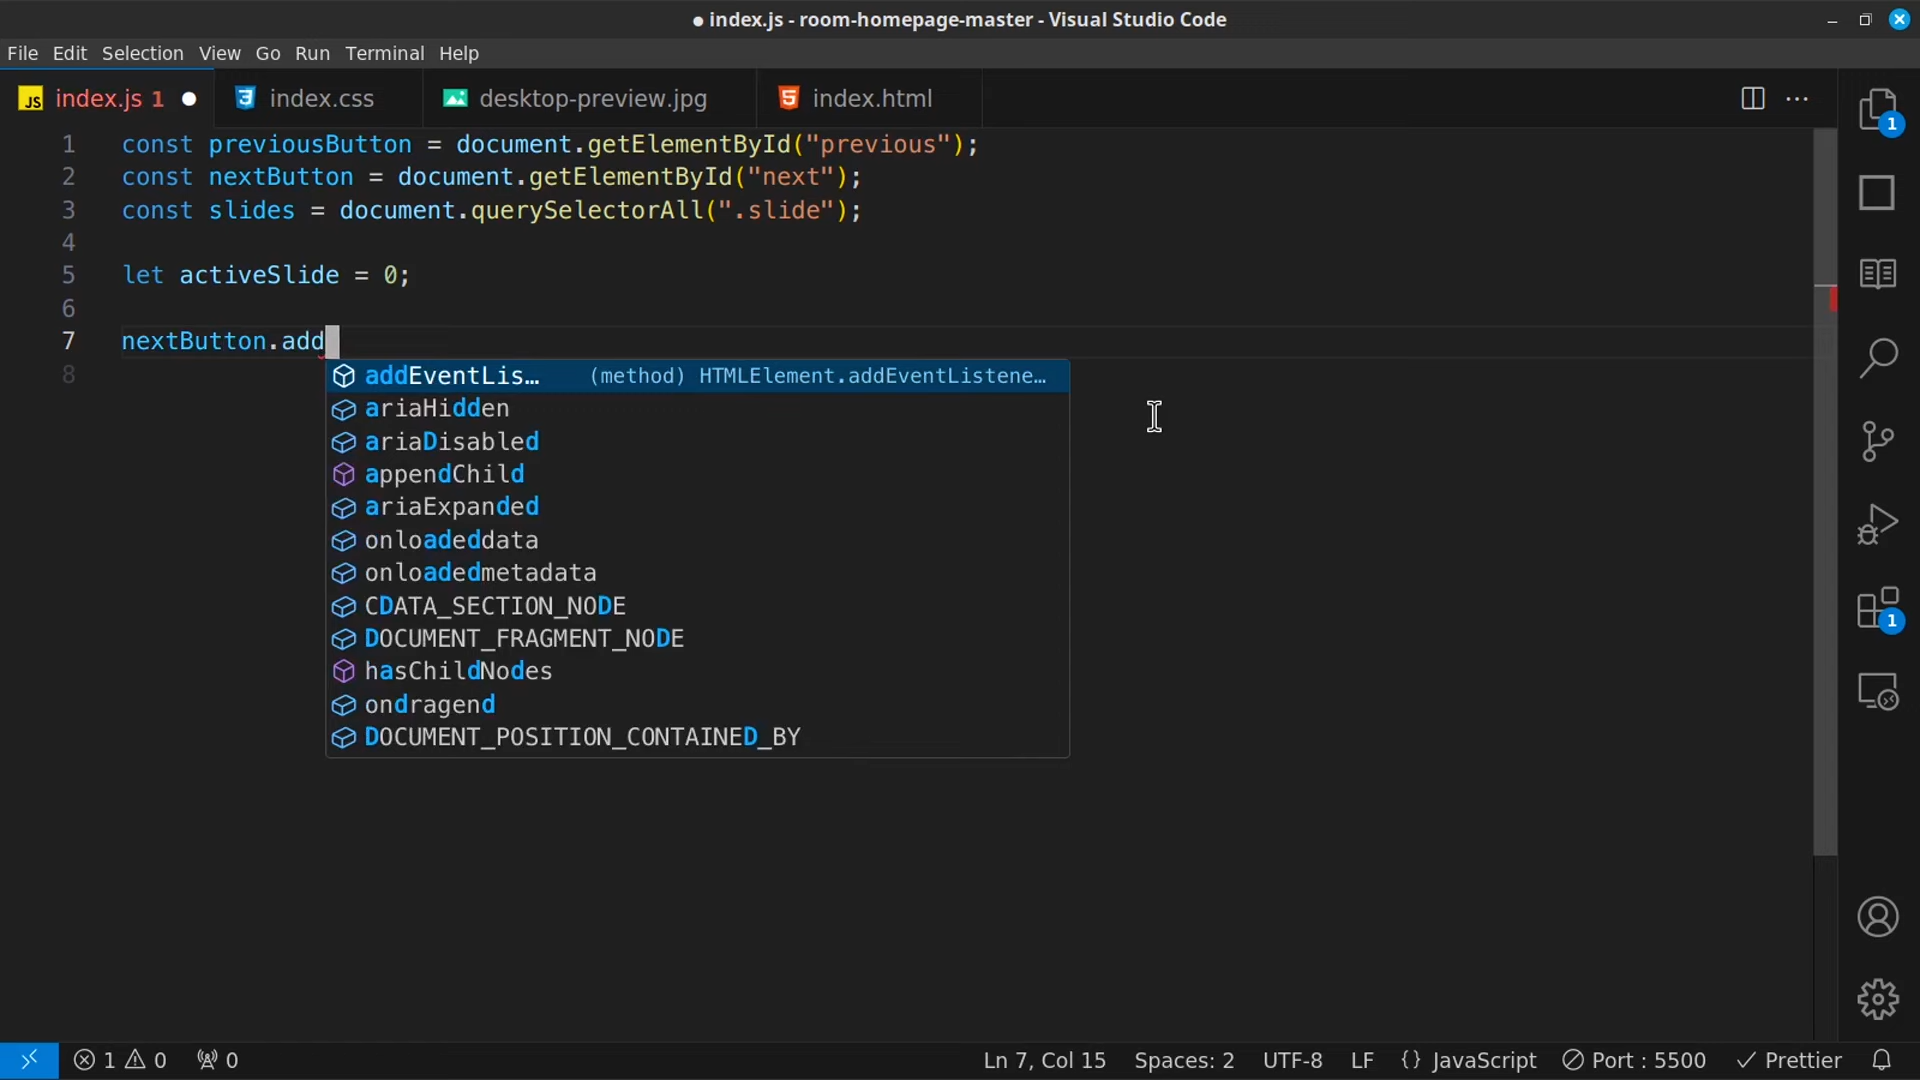 ● index.js - room-homepage-master - Visual Studio Code
File Edit Selection View Go Run Terminal Help
JS index.js 1 ● index.css desktop-preview.jpg index.html
1 const previousButton = document.getElementById("previous");
2 const nextButton = document.getElementById("next");
3 const slides = document.querySelectorAll(".slide");
4
5 let activeSlide = 0;
6
7 nextButton.add
8
addEventLis… (method) HTMLElement.addEventListene…
ariaHidden
ariaDisabled
appendChild
ariaExpanded
onloadeddata
onloadedmetadata
CDATA_SECTION_NODE
DOCUMENT_FRAGMENT_NODE
hasChildNodes
ondragend
DOCUMENT_POSITION_CONTAINED_BY
1
1
1 0 0 Ln 7, Col 15 Spaces: 2 UTF-8 LF {} JavaScript Port : 5500 Prettier